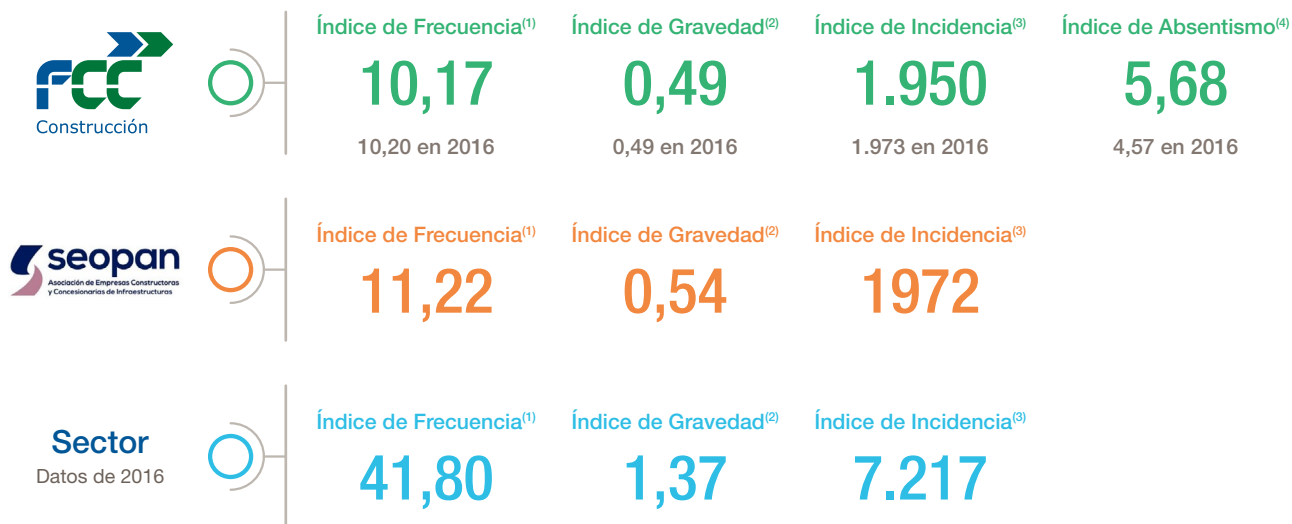 FCC
Construcción
Índice de Frecuencia(1)
10,17
10,20 en 2016
Índice de Gravedad(2)
0,49
0,49 en 2016
Índice de Incidencia(3)
1.950
1.973 en 2016
Índice de Absentismo(4)
5,68
4,57 en 2016
seopan
Asociación de Empresas Constructoras
y Concesionarias de Infraestructuras
Índice de Frecuencia(1)
11,22
Índice de Gravedad(2)
0,54
Índice de Incidencia(3)
1972
Sector
Datos de 2016
Índice de Frecuencia(1)
41,80
Índice de Gravedad(2)
1,37
Índice de Incidencia(3)
7.217